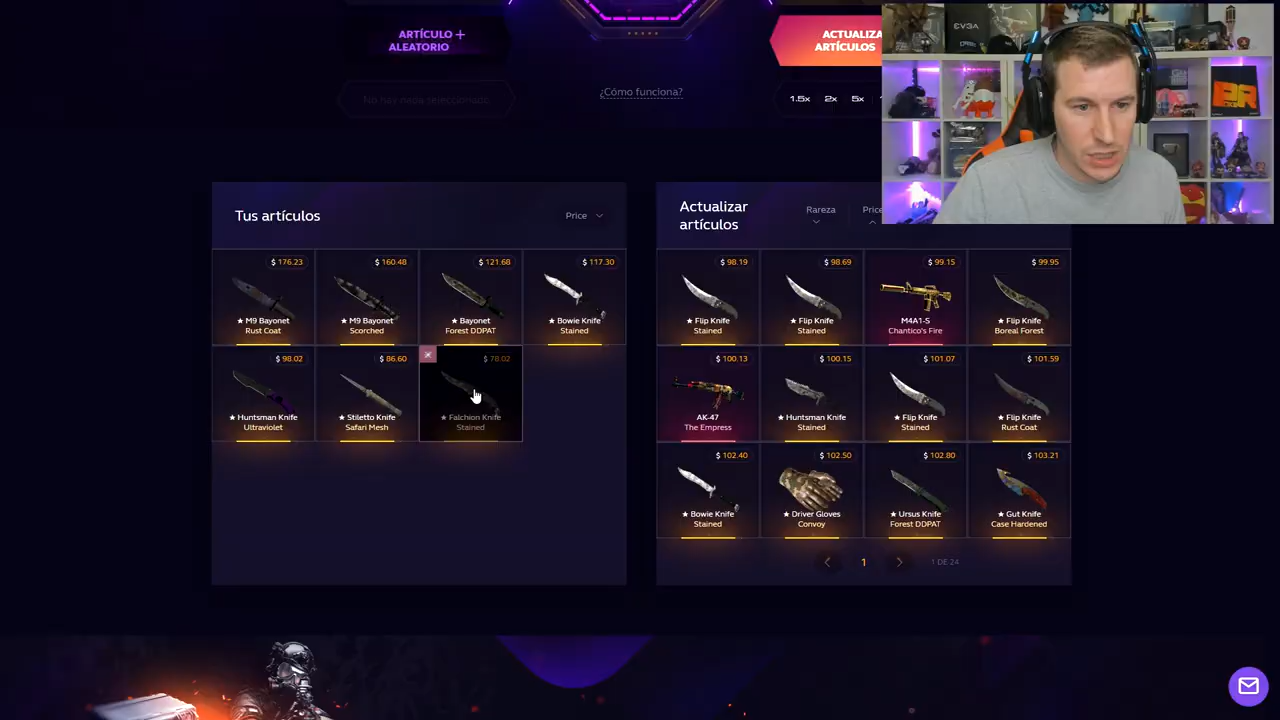 ARTÍCULO +
ALEATORIO
ACTUALIZA
ARTÍCULOS
No hay nada seleccionado
¿Cómo funciona?
1.5x 2x 5x
EVGA
Tus artículos
Price
$ 176.23
★ M9 Bayonet
Rust Coat
$ 160.48
★ M9 Bayonet
Scorched
$ 121.68
★ Bayonet
Forest DDPAT
$ 117.30
★ Bowie Knife
Stained
$ 98.02
★ Huntsman Knife
Ultraviolet
$ 86.60
★ Stiletto Knife
Safari Mesh
$ 78.02
★ Falchion Knife
Stained
Actualizar
artículos
Rareza
Price
$ 98.19
★ Flip Knife
Stained
$ 98.69
★ Flip Knife
Stained
$ 99.15
M4A1-S
Chantico's Fire
$ 99.95
★ Flip Knife
Boreal Forest
$ 100.13
AK-47
The Empress
$ 100.15
★ Huntsman Knife
Stained
$ 101.07
★ Flip Knife
Stained
$ 101.59
★ Flip Knife
Rust Coat
$ 102.40
★ Bowie Knife
Stained
$ 102.50
★ Driver Gloves
Convoy
$ 102.80
★ Ursus Knife
Forest DDPAT
$ 103.21
★ Gut Knife
Case Hardened
1
1 DE 24